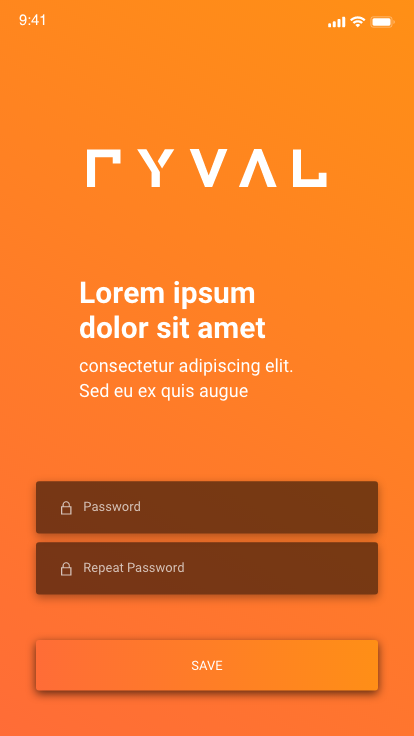 9:41
RYVAL
Lorem ipsum
dolor sit amet
consectetur adipiscing elit.
Sed eu ex quis augue
Password
Repeat Password
SAVE